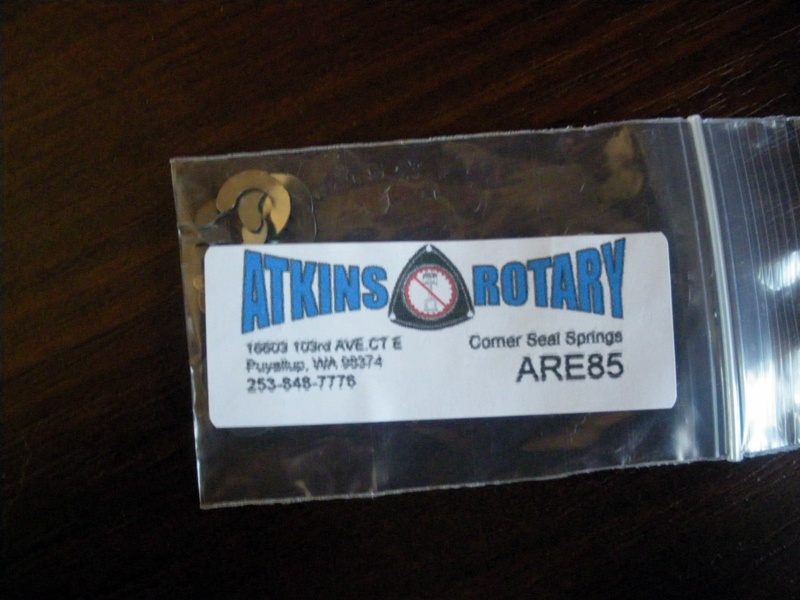 ATKINS ROTARY
16603 103rd AVE.CT E
Puyallup, WA 98374
253-848-7776
Corner Seal Springs
ARE85